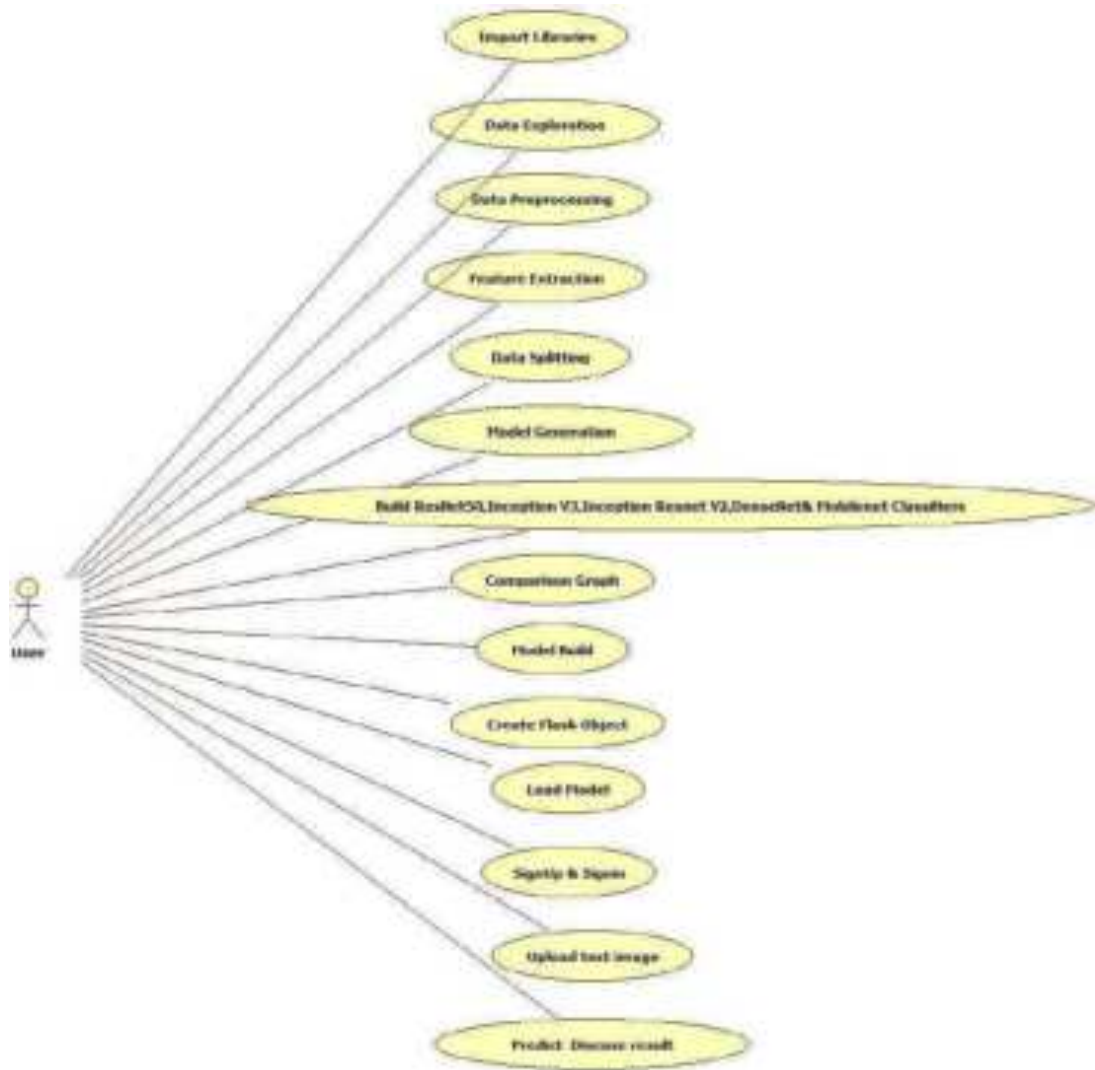 Import Libraries
Data Exploration
Data Preprocessing
Feature Extraction
Data Splitting
Model Generation
Build ResNet50,Inception V3,Inception Resnet V2,DenseNet& Mobilenet Classifiers
Comparison Graph
User
Model Build
Create Flask Object
Load Model
SignUp & Signin
Upload test image
Predict Disease result